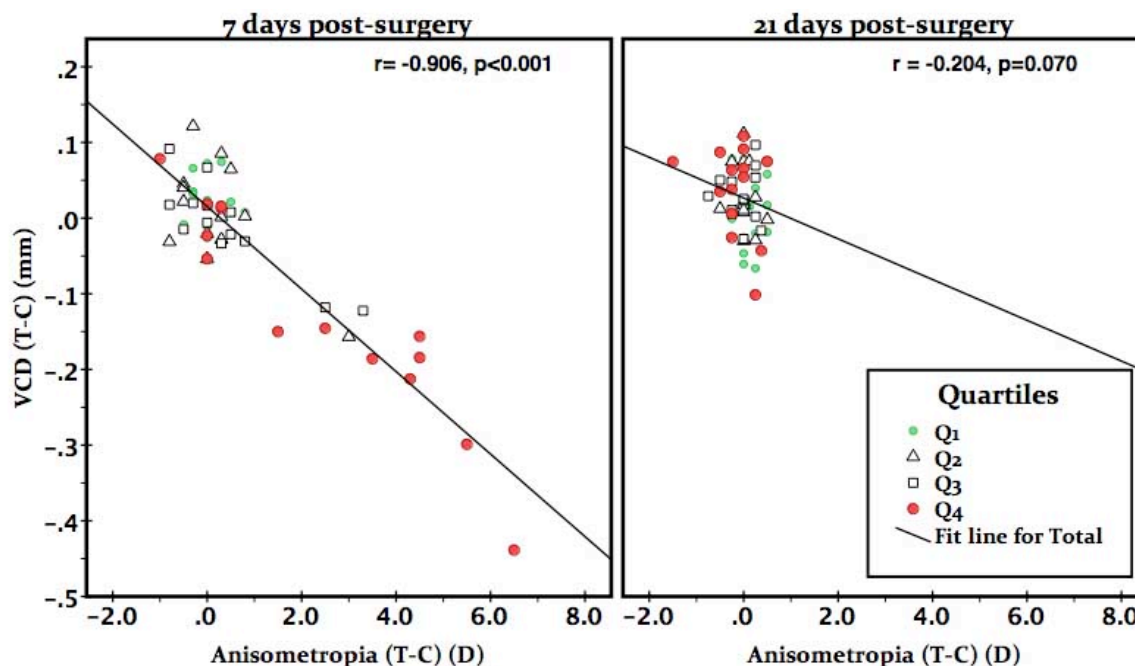 7 days post-surgery
21 days post-surgery
r= -0.906, p<0.001
r = -0.204, p=0.070
VCD (T-C) (mm)
.2
.1
.0
-.1
-.2
-.3
-.4
-.5
-2.0 .0 2.0 4.0 6.0 8.0
-2.0 .0 2.0 4.0 6.0 8.0
Anisometropia (T-C) (D)
Anisometropia (T-C) (D)
Quartiles
Q1
Q2
Q3
Q4
Fit line for Total